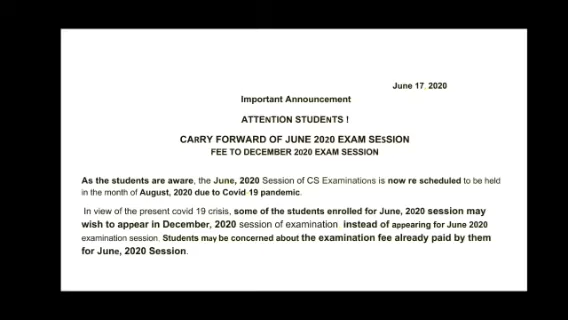 June 17, 2020
Important Announcement
ATTENTION STUDENTS !
CARRY FORWARD OF JUNE 2020 EXAM SESSION
FEE TO DECEMBER 2020 EXAM SESSION
As the students are aware, the June, 2020 Session of CS Examinations is now re scheduled to be held
in the month of August, 2020 due to Covid 19 pandemic.
In view of the present covid 19 crisis, some of the students enrolled for June, 2020 session may
wish to appear in December, 2020 session of examination instead of appearing for June 2020
examination session. Students may be concerned about the examination fee already paid by them
for June, 2020 Session.